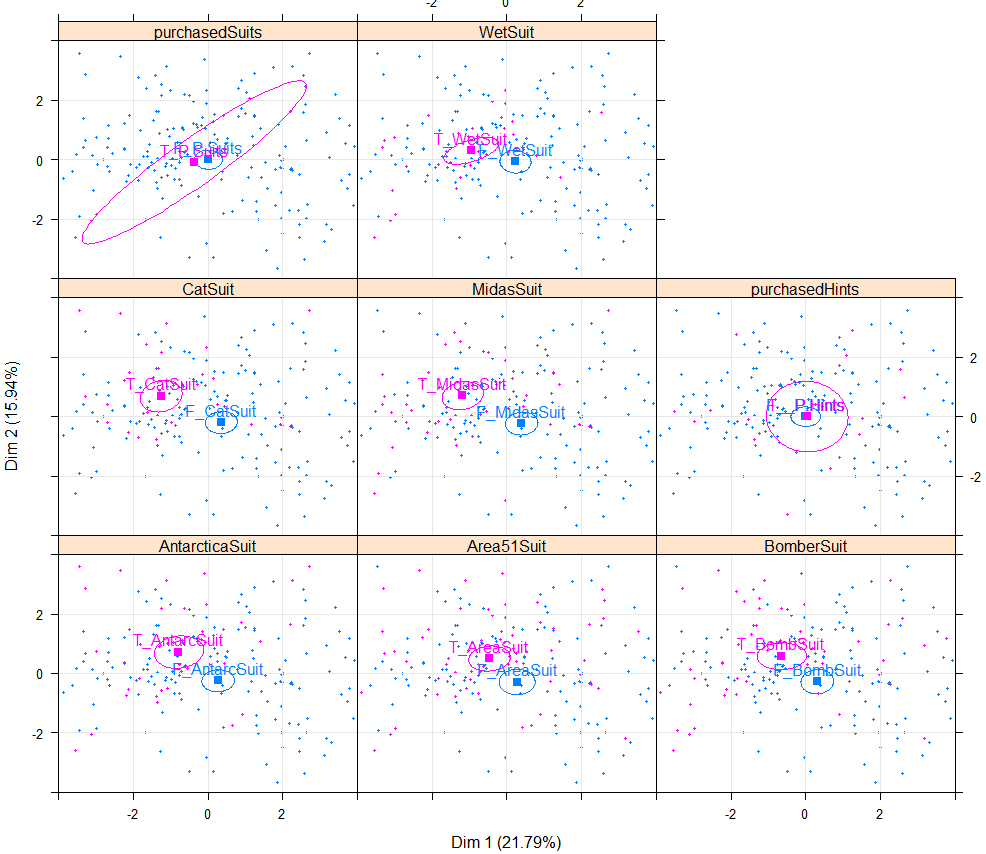 -2 0 2
purchasedSuits WetSuit
2
0
-2
T_WetSuit
F_WetSuit
CatSuit MidasSuit purchasedHints
T_CatSuit
F_CatSuit
T_MidasSuit
F_MidasSuit
2
0
-2
AntarcticaSuit Area51Suit BomberSuit
2
0
-2
T_AntarcSuit
F_AntarcSuit
T_AreaSuit
F_AreaSuit
T_BombSuit
F_BombSuit
-2 0 2 -2 0 2
Dim 1 (21.79%)
Dim 2 (15.94%)